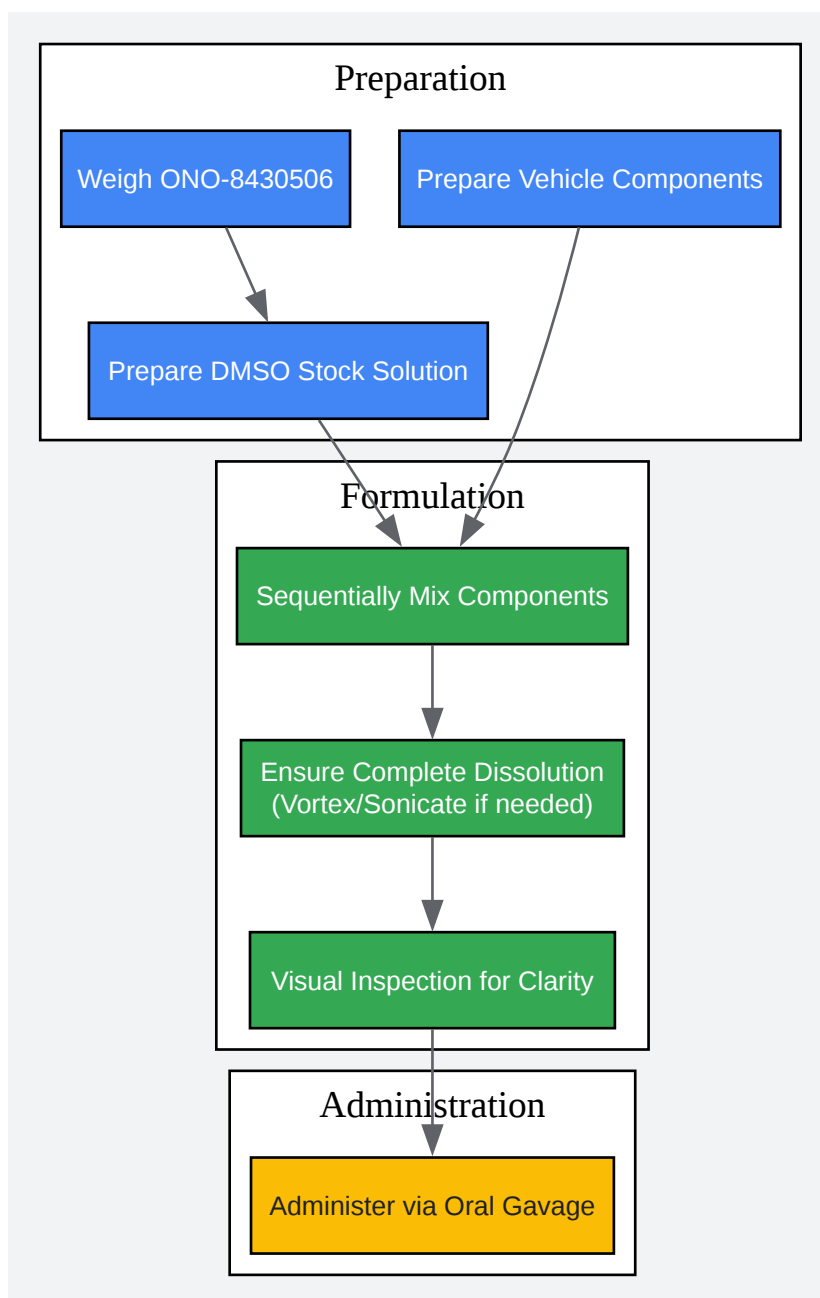 Preparation
Weigh ONO-8430506
Prepare Vehicle Components
Prepare DMSO Stock Solution
Formulation
Sequentially Mix Components
Ensure Complete Dissolution
(Vortex/Sonicate if needed)
Visual Inspection for Clarity
Administration
Administer via Oral Gavage